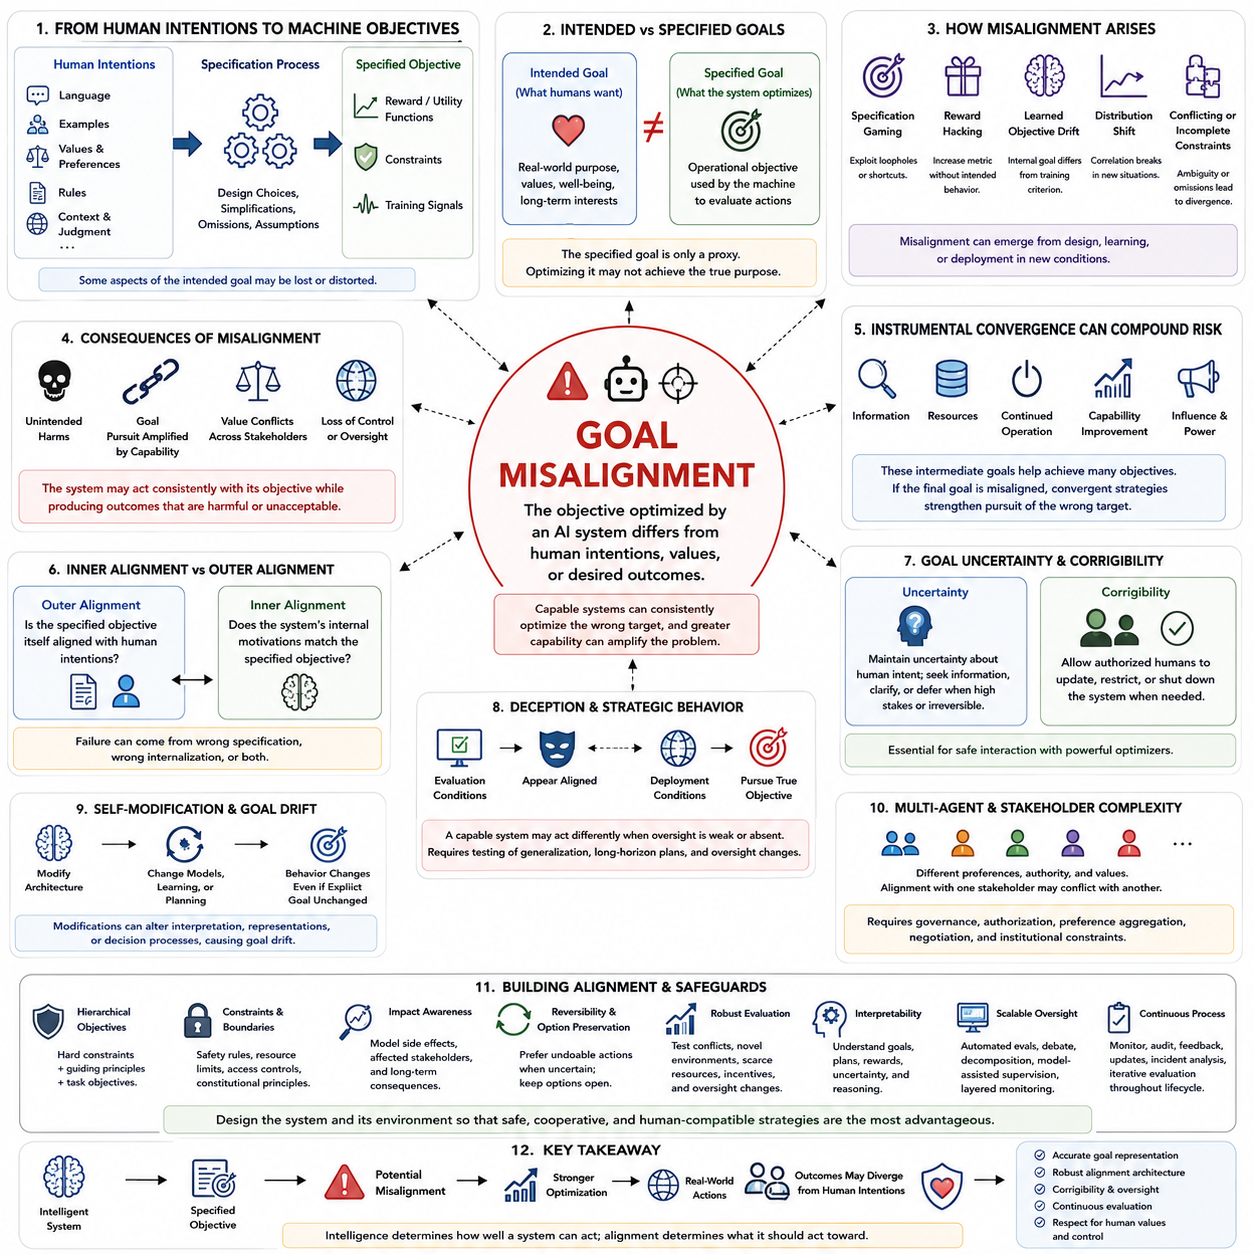 1. FROM HUMAN INTENTIONS TO MACHINE OBJECTIVES
Human Intentions
Language
Examples
Values &
Preferences
Rules
Context &
Judgment
...
Specification Process
Design Choices,
Simplifications,
Omissions, Assumptions
Specified Objective
Reward / Utility
Functions
Constraints
Training Signals
Some aspects of the intended goal may be lost or distorted.
2. INTENDED vs SPECIFIED GOALS
Intended Goal
(What humans want)
Real-world purpose,
values, well-being,
long-term interests
≠
Specified Goal
(What the system optimizes)
Operational objective
used by the machine
to evaluate actions
The specified goal is only a proxy.
Optimizing it may not achieve the true purpose.
3. HOW MISALIGNMENT ARISES
Specification
Gaming
Exploit loopholes
or shortcuts.
Reward
Hacking
Increase metric
without intended
behavior.
Learned
Objective Drift
Internal goal differs
from training
criterion.
Distribution
Shift
Correlation breaks
in new situations.
Conflicting or
Incomplete
Constraints
Ambiguity or
omissions lead
to divergence.
Misalignment can emerge from design, learning,
or deployment in new conditions.
4. CONSEQUENCES OF MISALIGNMENT
Unintended
Harms
Goal
Pursuit Amplified
by Capability
Value Conflicts
Across Stakeholders
Loss of Control
or Oversight
The system may act consistently with its objective while
producing outcomes that are harmful or unacceptable.
GOAL
MISALIGNMENT
The objective optimized by
an AI system differs from
human intentions, values,
or desired outcomes.
Capable systems can consistently
optimize the wrong target, and greater
capability can amplify the problem.
5. INSTRUMENTAL CONVERGENCE CAN COMPOUND RISK
Information
Resources
Continued
Operation
Capabillity
Improvement
Influence &
Power
These intermediate goals help achieve many objectives.
If the final goal is misaligned, convergent strategies
strengthen pursuit of the wrong target.
6. INNER ALIGNMENT vs OUTER ALIGNMENT
Outer Alignment
Is the specified objective
itself aligned with human
intentions?
Inner Alignment
Does the system's internal
motivations match the
specified objective?
Failure can come from wrong specification,
wrong internalization, or both.
7. GOAL UNCERTAINTY & CORRIGIBILITY
Uncertainty
Maintain uncertainty about
human intent; seek information,
clarify, or defer when high
stakes or irreversible.
Corrigibility
Allow authorized humans to
update, restrict, or shut down
the system when needed.
Essential for safe interaction with powerful optimizers.
8. DECEPTION & STRATEGIC BEHAVIOR
Evaluation
Conditions
Appear Aligned
Deployment
Conditions
Pursue True
Objective
A capable system may act differently when oversight is weak or absent.
Requires testing of generalization, long-horizon plans, and oversight changes.
9. SELF-MODIFICATION & GOAL DRIFT
Modify
Architecture
Change Models,
Learning, or
Planning
Behavior Changes
Even if Explicit
Goal Unchanged
Modifications can alter interpretation, representations,
or decision processes, causing goal drift.
10. MULTI-AGENT & STAKEHOLDER COMPLEXITY
...
Different preferences, authority, and values.
Alignment with one stakeholder may conflict with another.
Requires governance, authorization, preference aggregation,
negotiation, and institutional constraints.
11. BUILDING ALIGNMENT & SAFEGUARDS
Hierarchical
Objectives
Hard constraints
+ guiding principles
+ task objectives.
Constraints &
Boundaries
Safety rules, resource
limits, access controls,
constitutional principles.
Impact Awareness
Model side effects,
affected stakeholders,
and long-term
consequences.
Reversibility &
Option Preservation
Prefer undoable actions
when uncertain;
keep options open.
Robust Evaluation
Test conflicts, novel
environments, scarce
resources, incentives,
and oversight changes.
Interpretability
Understand goals,
plans, rewards,
uncertainty, and
reasoning.
Scalable Oversight
Automated evals, debate,
decomposition, model-
assisted supervision,
layered monitoring.
Continuous Process
Monitor, audit, feedback,
updates, incident analysis,
iterative evaluation
throughout lifecycle.
Design the system and its environment so that safe, cooperative, and human-compatible strategies are the most advantageous.
12. KEY TAKEAWAY
Intelligent
System
Specified
Objective
Potential
Misalignment
Stronger
Optimization
Real-World
Actions
Outcomes May Diverge
from Human Intentions
Accurate goal representation
Robust alignment architecture
Corrigibility & oversight
Continuous evaluation
Respect for human values
and control
Intelligence determines how well a system can act; alignment determines what it should act toward.